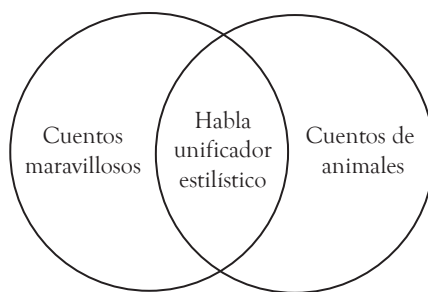 Cuentos
maravillosos
Habla
unificador
estilístico
Cuentos de
animales